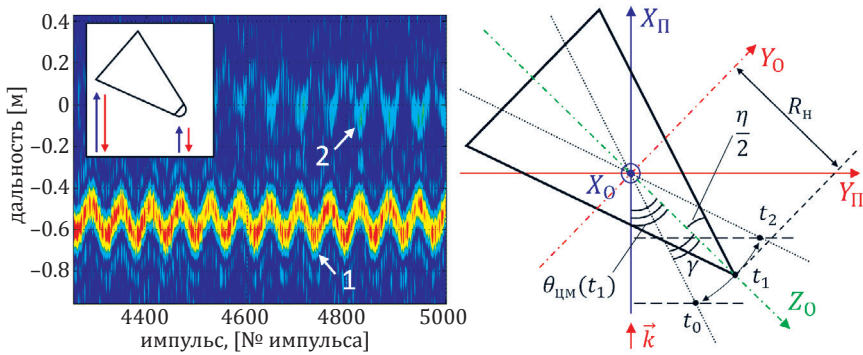 дальность [м]
0.4
0.2
0
−0.2
−0.4
−0.6
−0.8
2
1
4400
4600
4800
5000
импульс, [№ импульса]
X_П
Y_О
R_н
η/2
X_О
Y_П
t_2
γ
t_1
θ_цм(t_1)
t_0
Z_О
k⃗